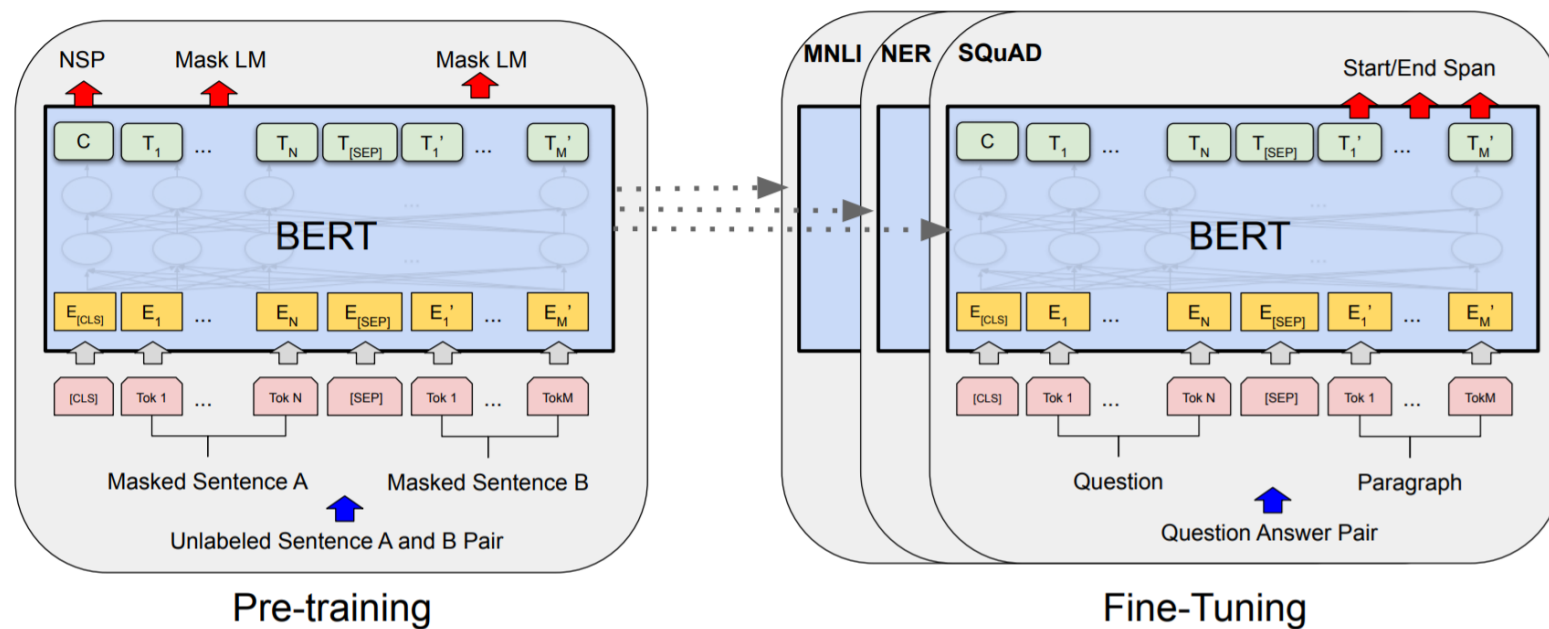 NSP Mask LM Mask LM
C T1 ... TN T[SEP] T1’ ... TM’
...
BERT
...
E[CLS] E1 ... EN E[SEP] E1’ ... EM’
[CLS] Tok 1 ... Tok N [SEP] Tok 1 ... TokM
Masked Sentence A Masked Sentence B
Unlabeled Sentence A and B Pair
Pre-training
MNLI NER SQuAD
Start/End Span
C T1 ... TN T[SEP] T1’ ... TM’
...
BERT
...
E[CLS] E1 ... EN E[SEP] E1’ ... EM’
[CLS] Tok 1 ... Tok N [SEP] Tok 1 ... TokM
Question Paragraph
Question Answer Pair
Fine-Tuning